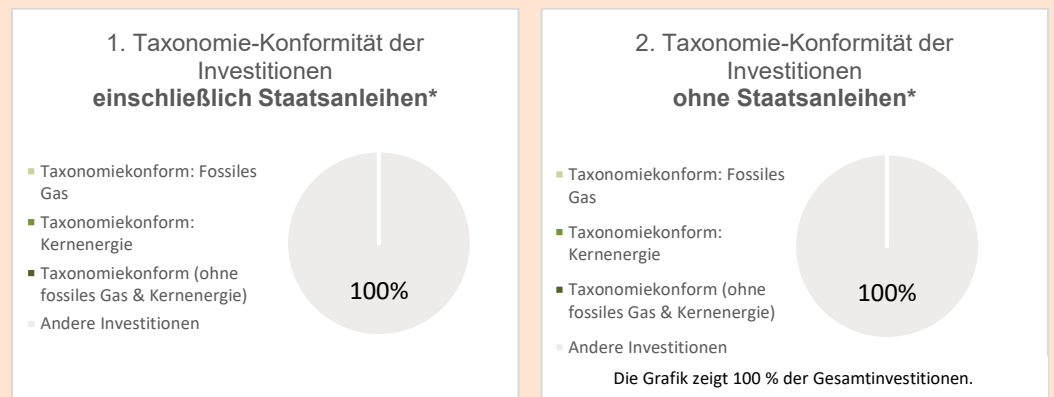 1. Taxonomie-Konformität der
Investitionen
einschließlich Staatsanleihen*
Taxonomiekonform: Fossiles
Gas
Taxonomiekonform:
Kernenergie
Taxonomiekonform (ohne
fossiles Gas & Kernenergie)
Andere Investitionen
100%
2. Taxonomie-Konformität der
Investitionen
ohne Staatsanleihen*
Taxonomiekonform: Fossiles
Gas
Taxonomiekonform:
Kernenergie
Taxonomiekonform (ohne
fossiles Gas & Kernenergie)
Andere Investitionen
100%
Die Grafik zeigt 100 % der Gesamtinvestitionen.